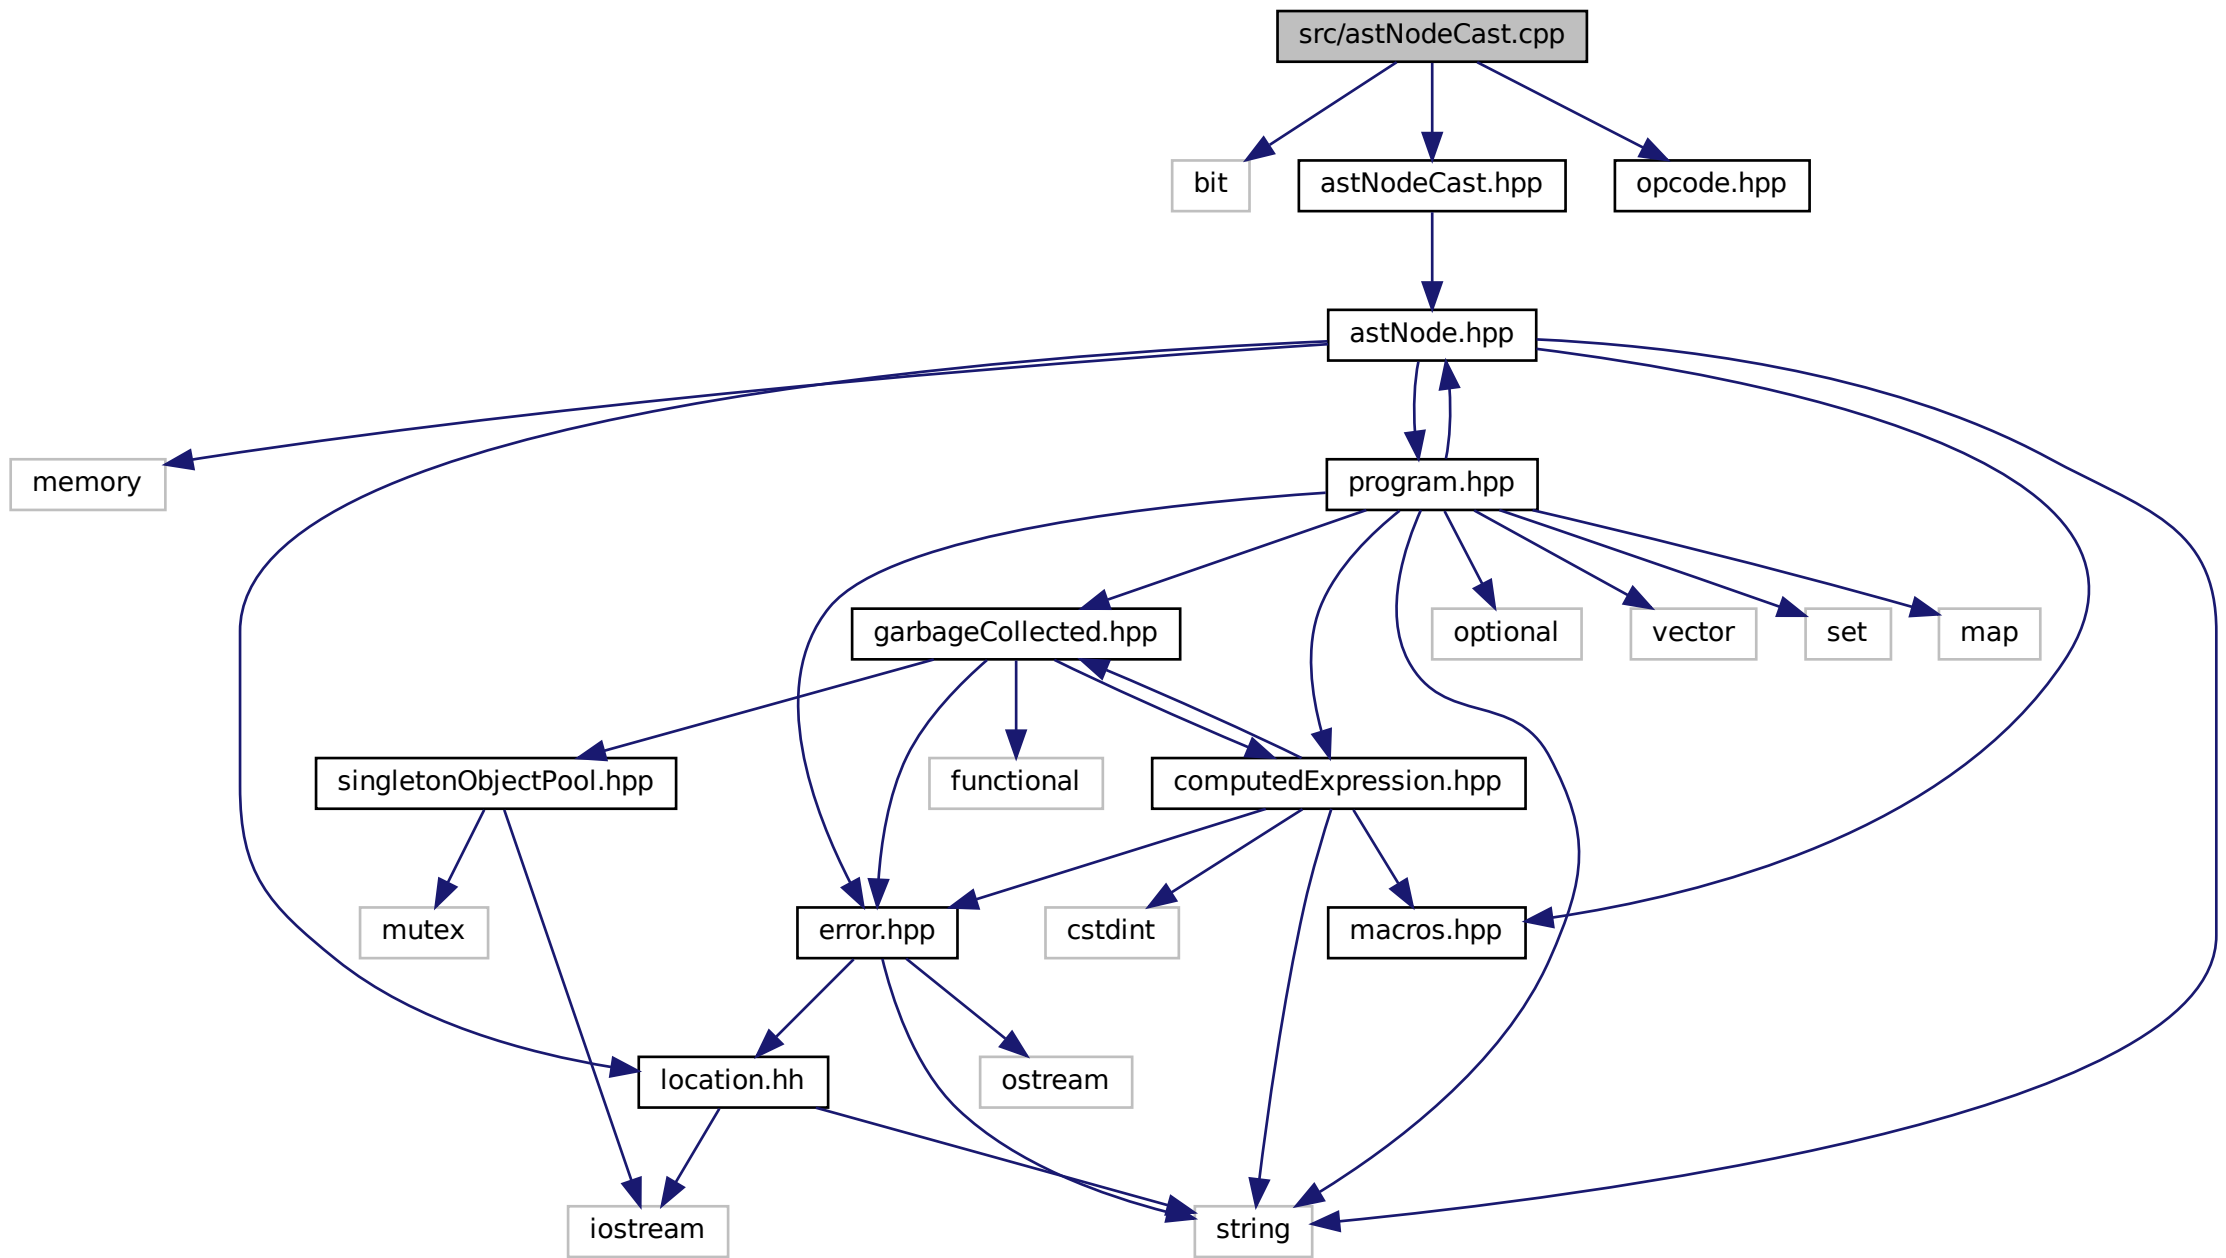 src/astNodeCast.cpp
bit
astNodeCast.hpp
opcode.hpp
astNode.hpp
memory
program.hpp
garbageCollected.hpp
optional
vector
set
map
singletonObjectPool.hpp
functional
computedExpression.hpp
mutex
error.hpp
cstdint
macros.hpp
location.hh
ostream
iostream
string